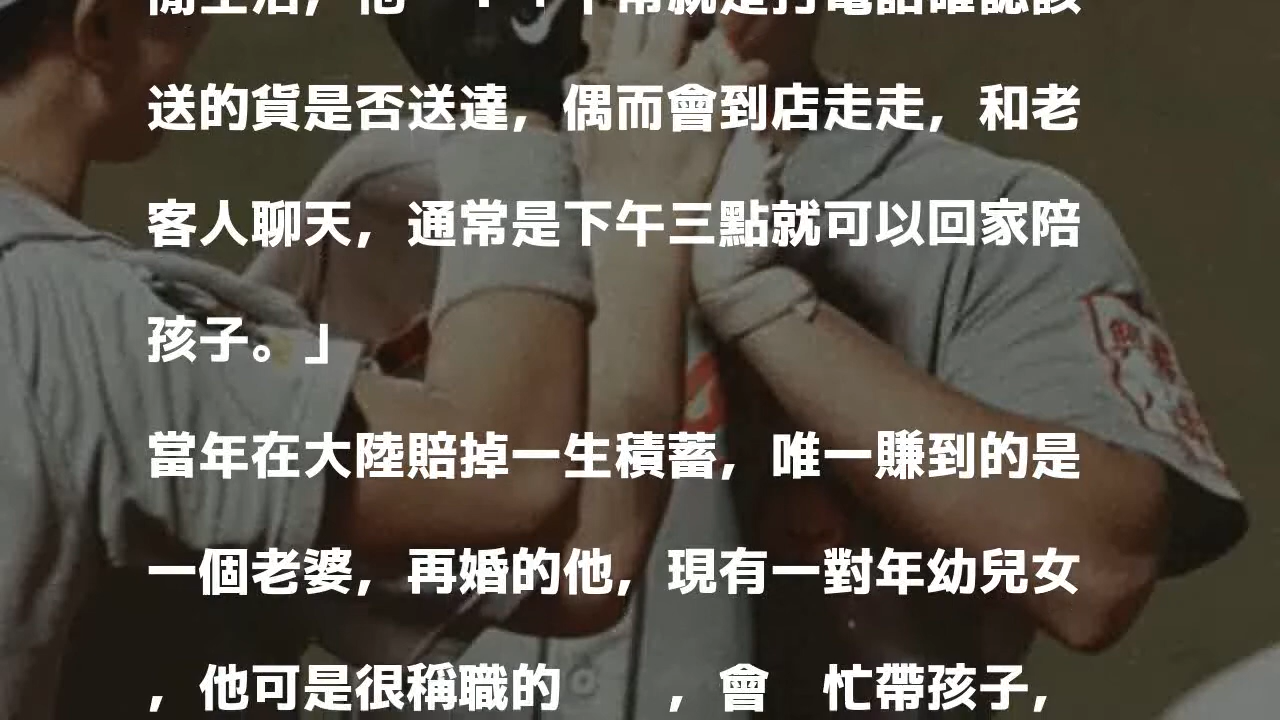 送的貨是否送達，偶而會到店走走，和老
客人聊天，通常是下午三點就可以回家陪
孩子。」
當年在大陸賠掉一生積蓄，唯一賺到的是
一個老婆，再婚的他，現有一對年幼兒女
，他可是很稱職的　　，會　忙帶孩子，